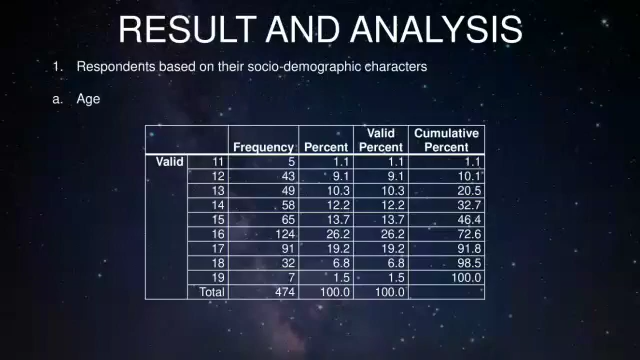 RESULT AND ANALYSIS
1. Respondents based on their socio-demographic characters
a. Age
Frequency Percent Valid Percent Cumulative Percent
Valid 11 5 1.1 1.1 1.1
12 43 9.1 9.1 10.1
13 49 10.3 10.3 20.5
14 58 12.2 12.2 32.7
15 65 13.7 13.7 46.4
16 124 26.2 26.2 72.6
17 91 19.2 19.2 91.8
18 32 6.8 6.8 98.5
19 7 1.5 1.5 100.0
Total 474 100.0 100.0